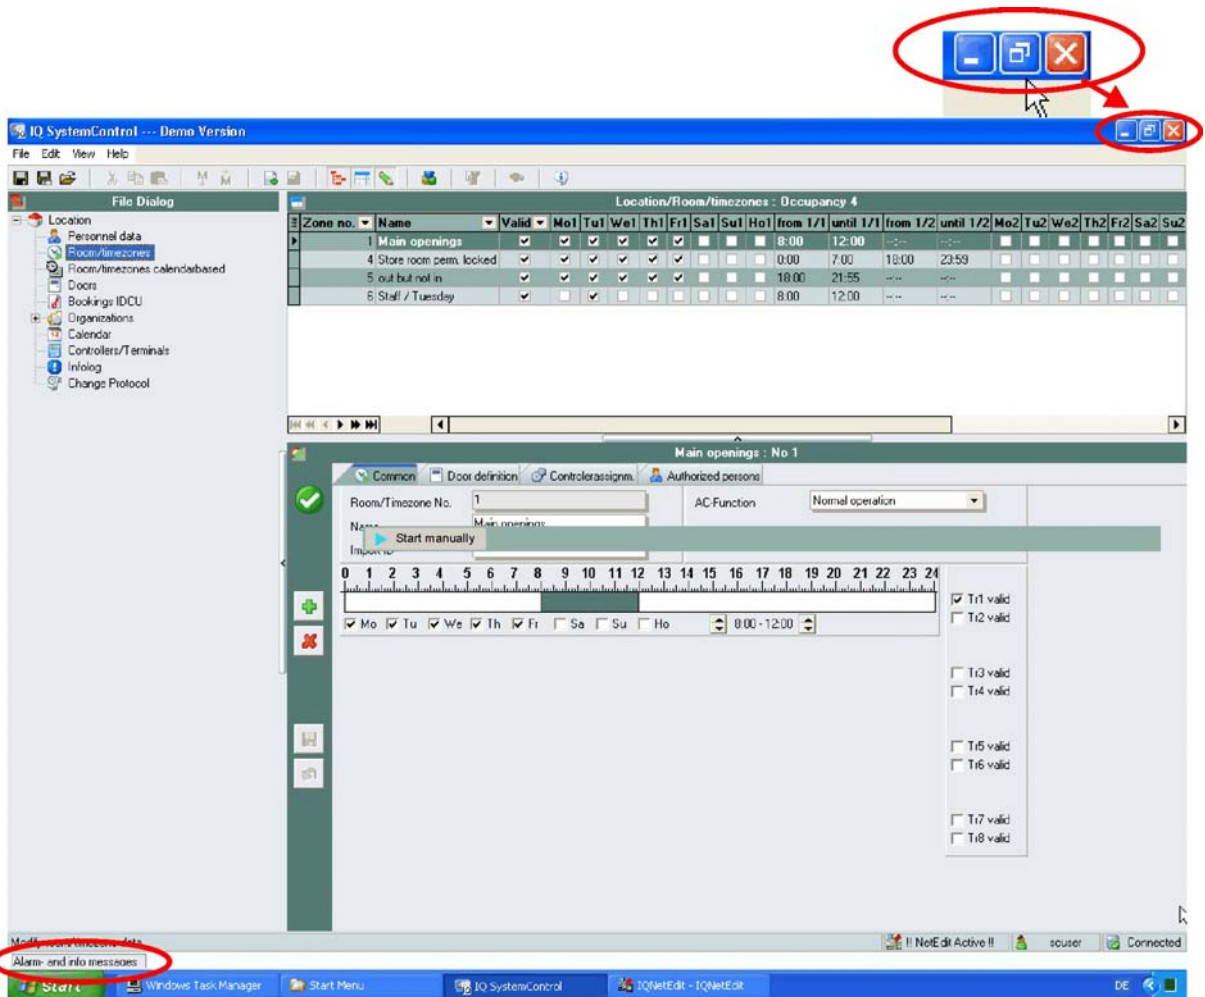 IQ SystemControl --- Demo Version
File Edit View Help
File Dialog
Location/Room/timezones : Occupancy 4
Location
Personnel data
Room/timezones
Room/timezones calendarbased
Doors
Bookings IDCU
Organizations
Calendar
Controllers/Terminals
Infolog
Change Protocol
Zone no. Name Valid Mo1 Tu1 We1 Th1 Fr1 Sa1 Su1 Ho1 from 1/1 until 1/1 from 1/2 until 1/2 Mo2 Tu2 We2 Th2 Fr2 Sa2 Su2
1 Main openings 8:00 12:00 --:-- --:--
4 Store room perm. locked 0:00 7:00 18:00 23:59
5 out but not in 18:00 21:55 --:-- --:--
6 Staff / Tuesday 8:00 12:00 --:-- --:--
Main openings : No 1
Common Door definition Controlerassignm. Authorized persons
Room/Timezone No. 1 AC-Function Normal operation
Main openings
Start manually
0 1 2 3 4 5 6 7 8 9 10 11 12 13 14 15 16 17 18 19 20 21 22 23 24
Mo Tu We Th Fr Sa Su Ho 8:00 - 12:00
Tr1 valid
Tr2 valid
Tr3 valid
Tr4 valid
Tr5 valid
Tr6 valid
Tr7 valid
Tr8 valid
!! NetEdit Active !! scuser Connected
Alarm- and info messages
Start Windows Task Manager Start Menu IQ SystemControl IQNetEdit - IQNetEdit DE